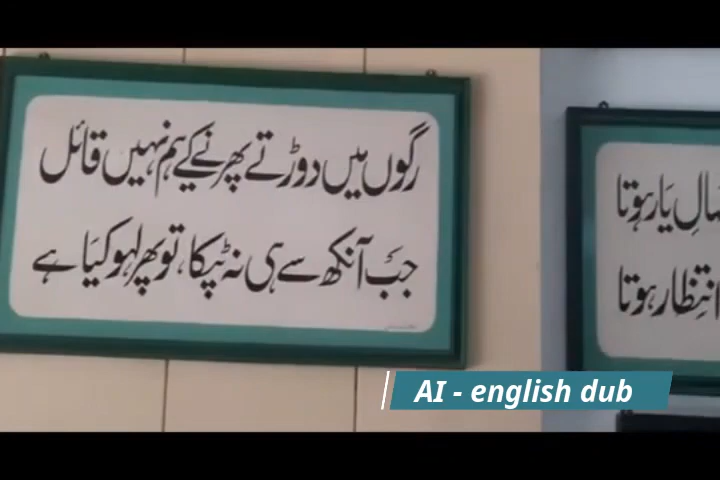 رگوں میں دوڑتے پھرنے کے ہم نہیں قائل
جب آنکھ سے ہی نہ ٹپکا، تو پھر لہو کیا ہے
یار ہوتا
انتظار ہوتا
AI - english dub